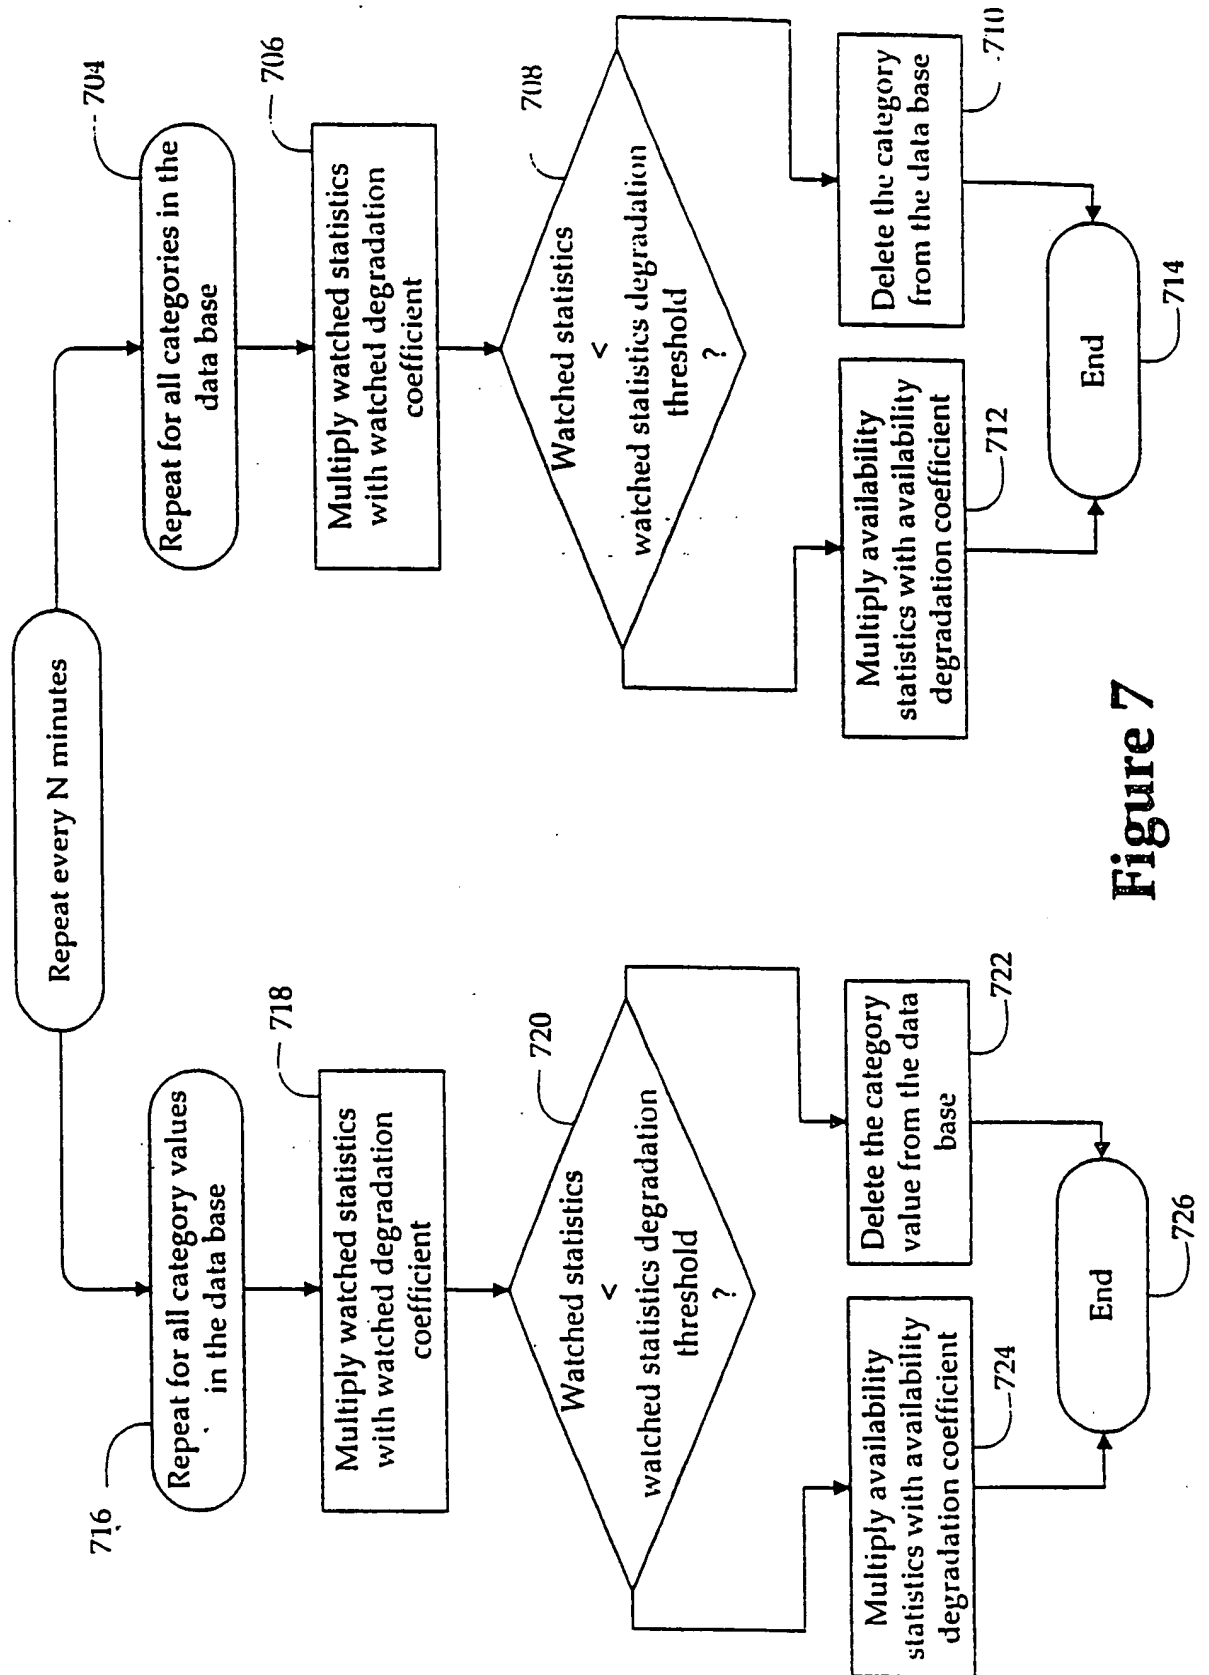 Repeat every N minutes
716
Repeat for all category values
in the data base
718
Multiply watched statistics
with watched degradation
coefficient
720
Watched statistics
<
watched statistics degradation
threshold
?
Multiply availability
statistics with availability
degradation coefficient
724
Delete the category
value from the data
base
722
End
726
704
Repeat for all categories in the
data base
706
Multiply watched statistics
with watched degradation
coefficient
708
Watched statistics
<
watched statistics degradation
threshold
?
Multiply availability
statistics with availability
degradation coefficient
712
Delete the category
from the data base
710
End
714
Figure 7